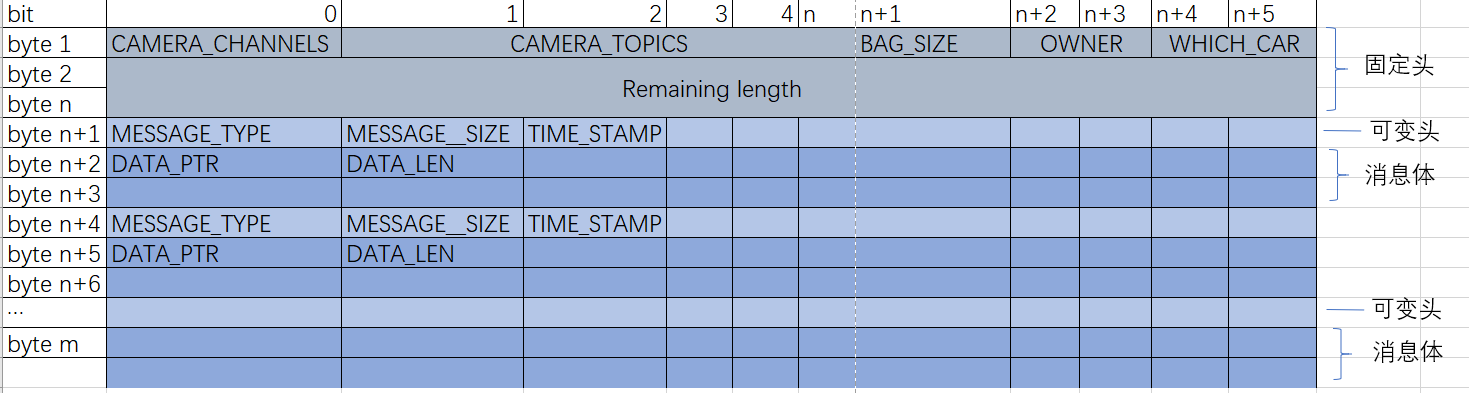 bit 0 1 2 3 4 n n+1 n+2 n+3 n+4 n+5
byte 1 CAMERA_CHANNELS CAMERA_TOPICS BAG_SIZE OWNER WHICH_CAR
固定头
byte 2
Remaining length
byte n
byte n+1 MESSAGE_TYPE MESSAGE__SIZE TIME_STAMP 可变头
byte n+2 DATA_PTR DATA_LEN
消息体
byte n+3
byte n+4 MESSAGE_TYPE MESSAGE__SIZE TIME_STAMP
byte n+5 DATA_PTR DATA_LEN
byte n+6
... 可变头
byte m
消息体